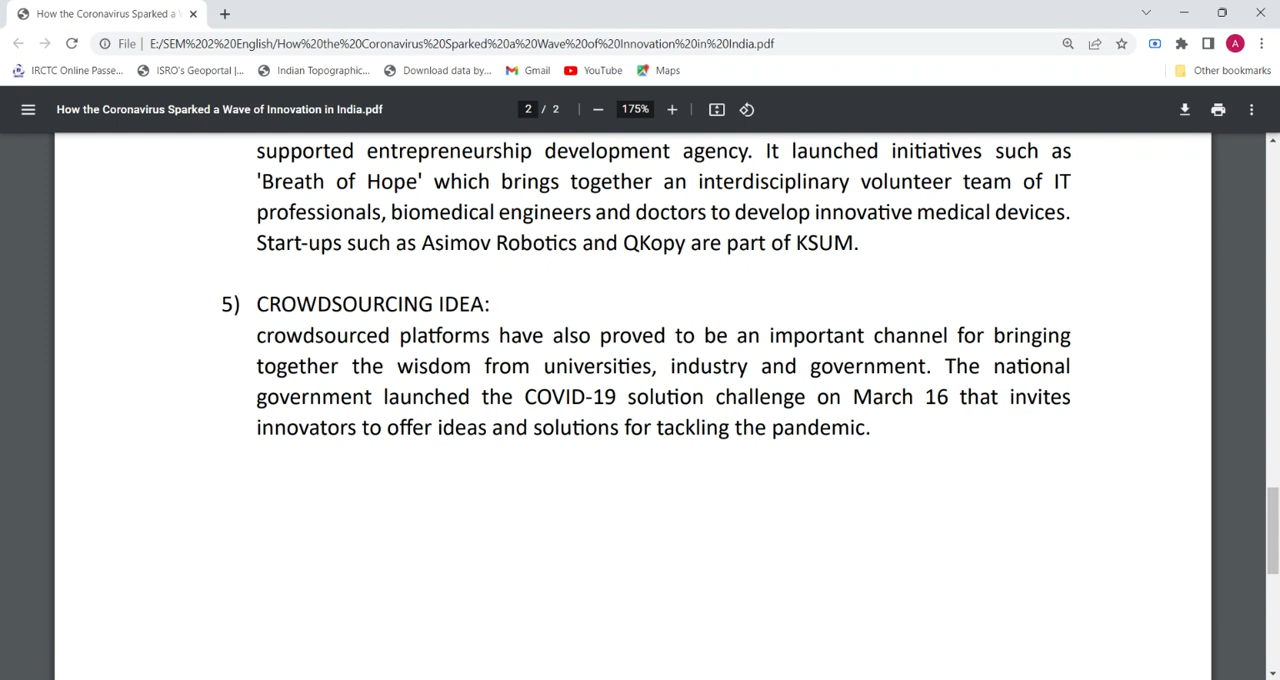 How the Coronavirus Sparked a
File | E:/SEM%202%20English/How%20the%20Coronavirus%20Sparked%20a%20Wave%20of%20Innovation%20in%20India.pdf
A
IRCTC Online Passe... ISRO's Geoportal |... Indian Topographic... Download data by... Gmail YouTube Maps Other bookmarks
How the Coronavirus Sparked a Wave of Innovation in India.pdf 2 / 2 | − 175% + |
supported entrepreneurship development agency. It launched initiatives such as
'Breath of Hope' which brings together an interdisciplinary volunteer team of IT
professionals, biomedical engineers and doctors to develop innovative medical devices.
Start-ups such as Asimov Robotics and QKopy are part of KSUM.
5) CROWDSOURCING IDEA:
crowdsourced platforms have also proved to be an important channel for bringing
together the wisdom from universities, industry and government. The national
government launched the COVID-19 solution challenge on March 16 that invites
innovators to offer ideas and solutions for tackling the pandemic.